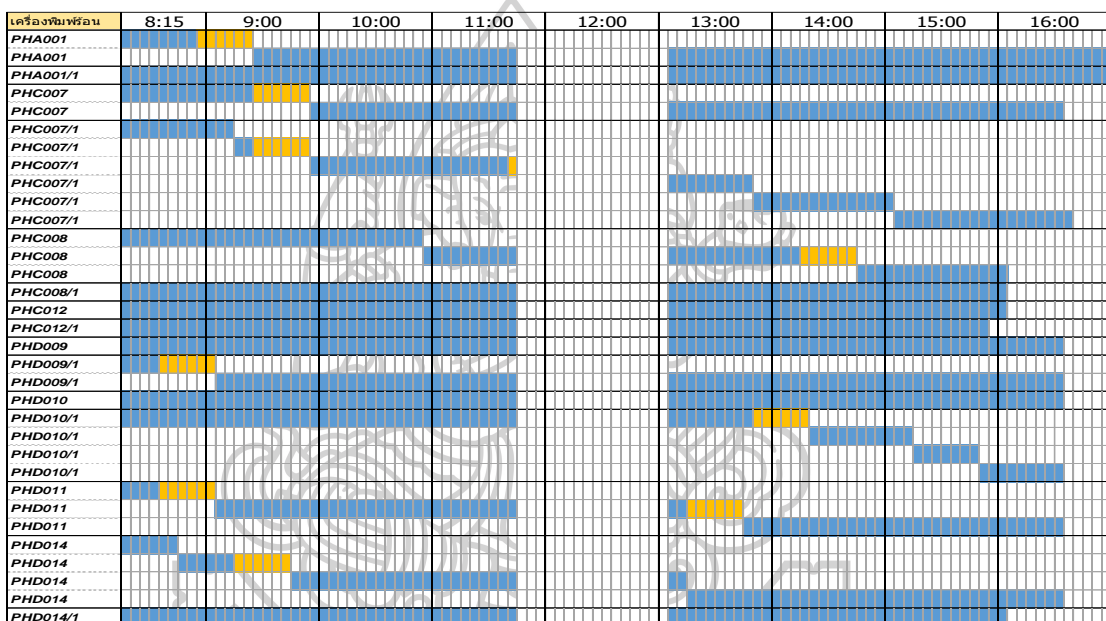 เครื่องพิมพ์ร้อน 8:15 9:00 10:00 11:00 12:00 13:00 14:00 15:00 16:00
PHA001
PHA001
PHA001/1
PHC007
PHC007
PHC007/1
PHC007/1
PHC007/1
PHC007/1
PHC007/1
PHC007/1
PHC008
PHC008
PHC008
PHC008/1
PHC012
PHC012/1
PHD009
PHD009/1
PHD009/1
PHD010
PHD010/1
PHD010/1
PHD010/1
PHD010/1
PHD011
PHD011
PHD011
PHD014
PHD014
PHD014
PHD014
PHD014/1